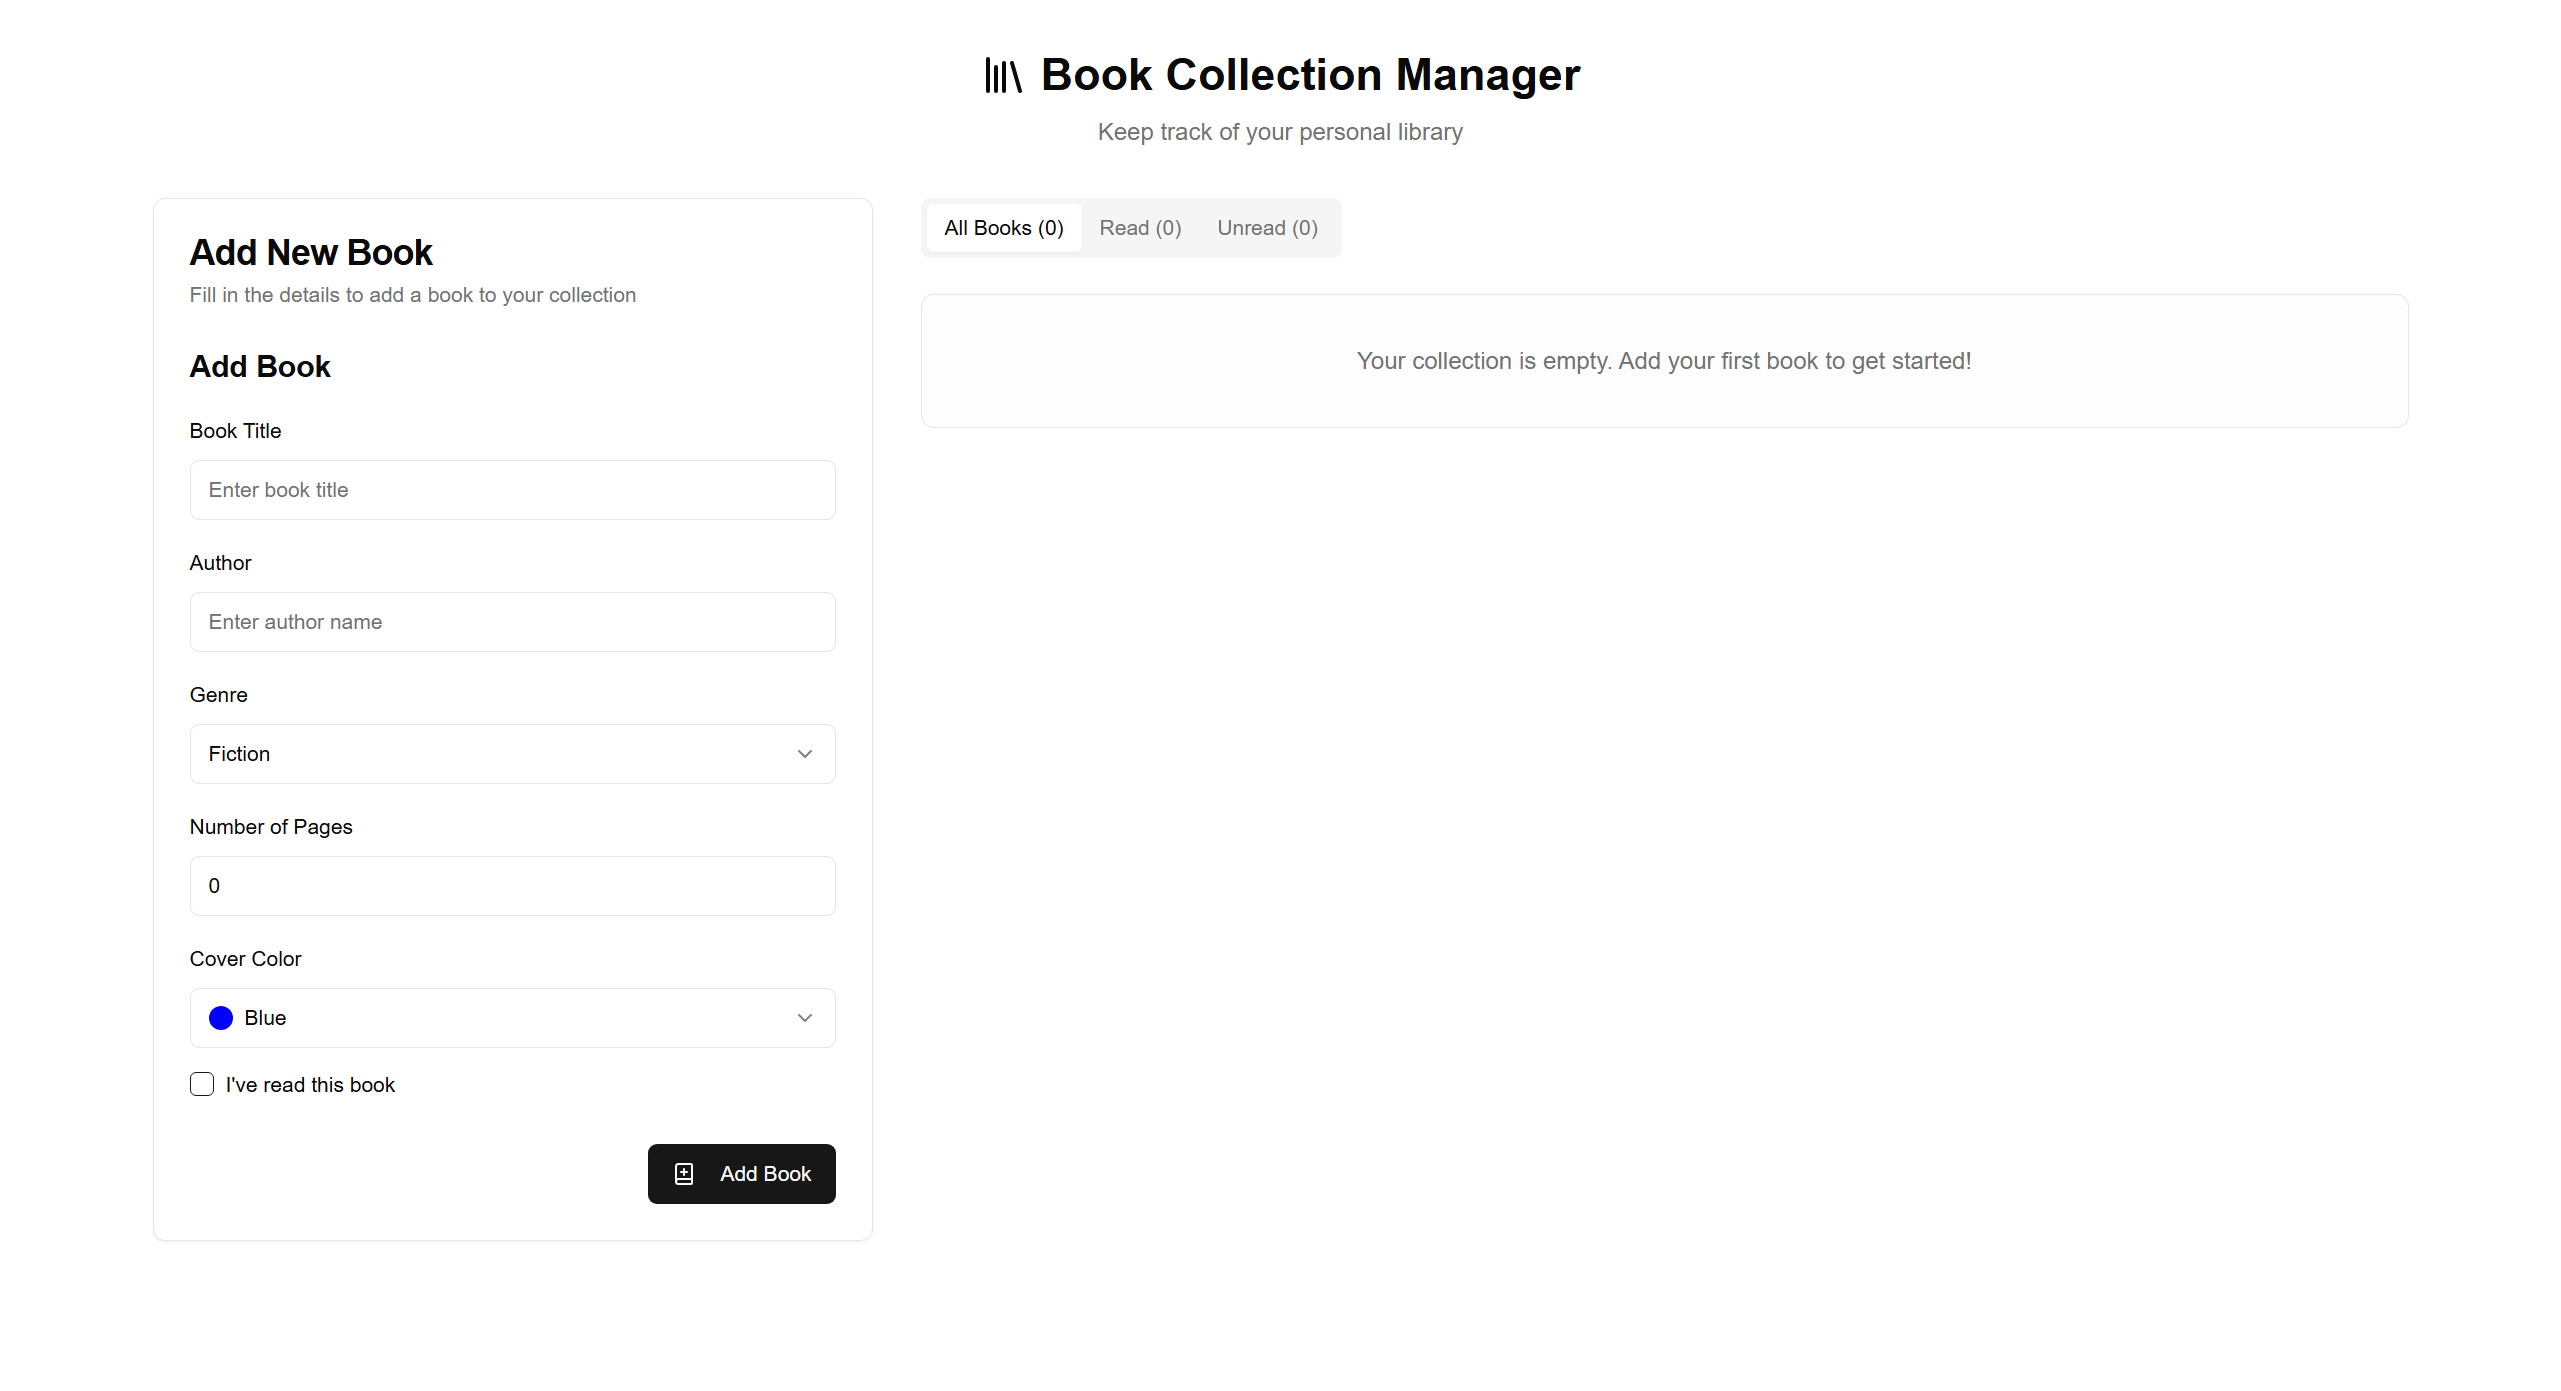 Book Collection Manager
Keep track of your personal library
Add New Book
Fill in the details to add a book to your collection
Add Book
Book Title
Enter book title
Author
Enter author name
Genre
Fiction
Number of Pages
0
Cover Color
Blue
I've read this book
Add Book
All Books (0)
Read (0)
Unread (0)
Your collection is empty. Add your first book to get started!